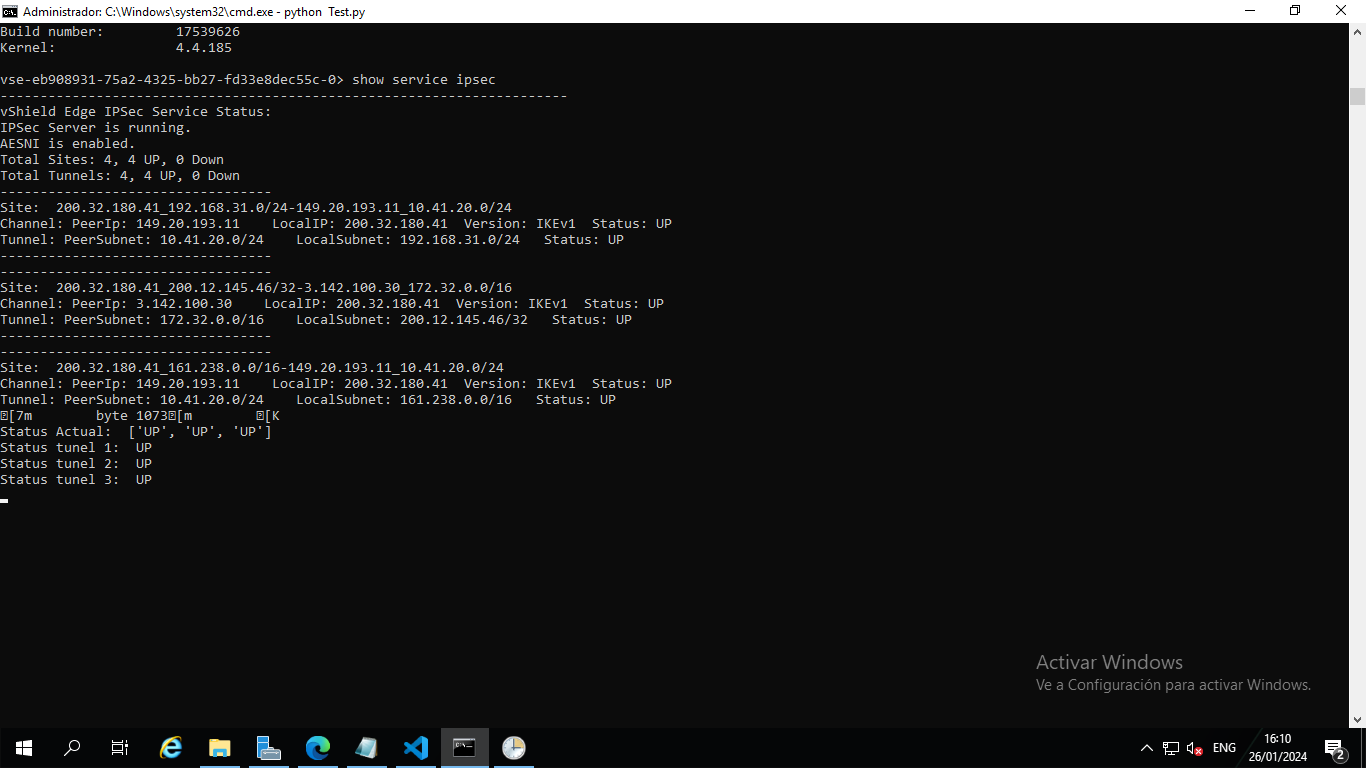 Administrador: C:\Windows\system32\cmd.exe - python  Test.py
Build number:         17539626
Kernel:               4.4.185
vse-eb908931-75a2-4325-bb27-fd33e8dec55c-0> show service ipsec
-----------------------------------------------------------------------
vShield Edge IPSec Service Status:
IPSec Server is running.
AESNI is enabled.
Total Sites: 4, 4 UP, 0 Down
Total Tunnels: 4, 4 UP, 0 Down
----------------------------------
Site:  200.32.180.41_192.168.31.0/24-149.20.193.11_10.41.20.0/24
Channel: PeerIp: 149.20.193.11    LocalIP: 200.32.180.41  Version: IKEv1  Status: UP
Tunnel: PeerSubnet: 10.41.20.0/24    LocalSubnet: 192.168.31.0/24   Status: UP
----------------------------------
----------------------------------
Site:  200.32.180.41_200.12.145.46/32-3.142.100.30_172.32.0.0/16
Channel: PeerIp: 3.142.100.30    LocalIP: 200.32.180.41  Version: IKEv1  Status: UP
Tunnel: PeerSubnet: 172.32.0.0/16    LocalSubnet: 200.12.145.46/32   Status: UP
----------------------------------
----------------------------------
Site:  200.32.180.41_161.238.0.0/16-149.20.193.11_10.41.20.0/24
Channel: PeerIp: 149.20.193.11    LocalIP: 200.32.180.41  Version: IKEv1  Status: UP
Tunnel: PeerSubnet: 10.41.20.0/24    LocalSubnet: 161.238.0.0/16   Status: UP
[7m        byte 1073[m        [K
Status Actual:  ['UP', 'UP', 'UP']
Status tunel 1:  UP
Status tunel 2:  UP
Status tunel 3:  UP
Activar Windows
Ve a Configuración para activar Windows.
ENG
16:10
26/01/2024
2